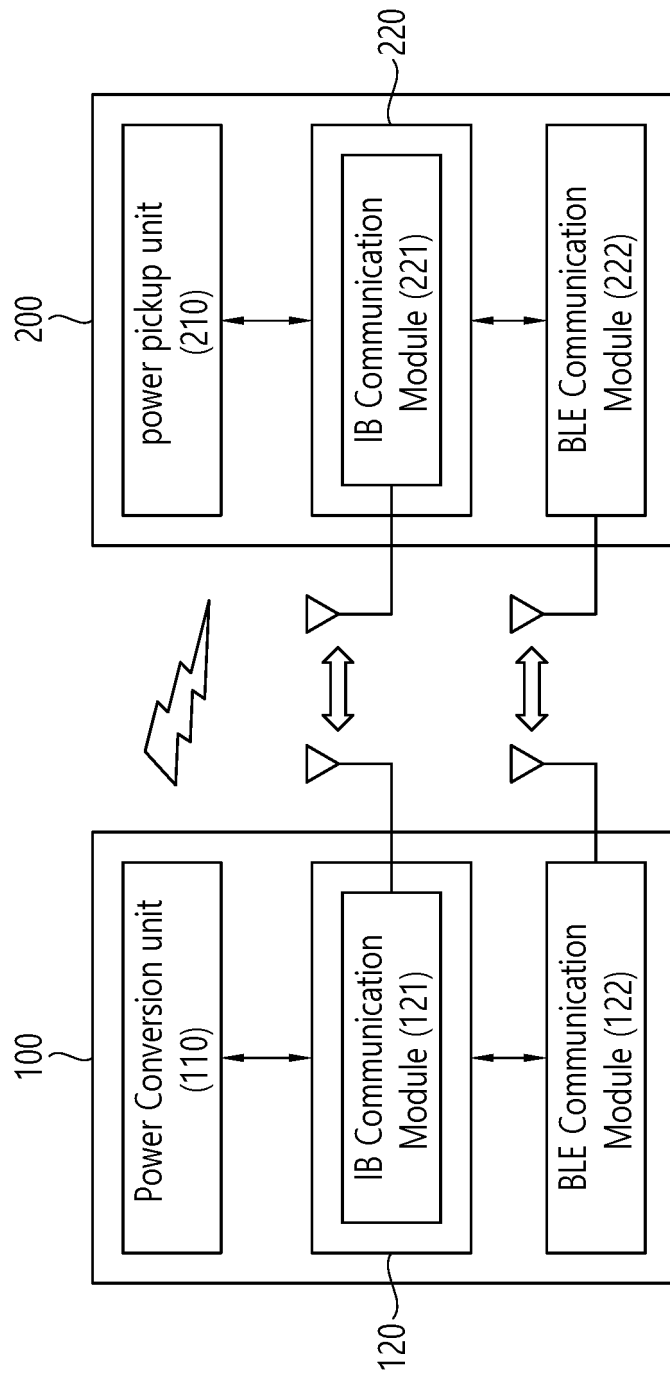 100
Power Conversion unit
(110)
IB Communication
Module (121)
120
BLE Communication
Module (122)
200
power pickup unit
(210)
IB Communication
Module (221)
220
BLE Communication
Module (222)